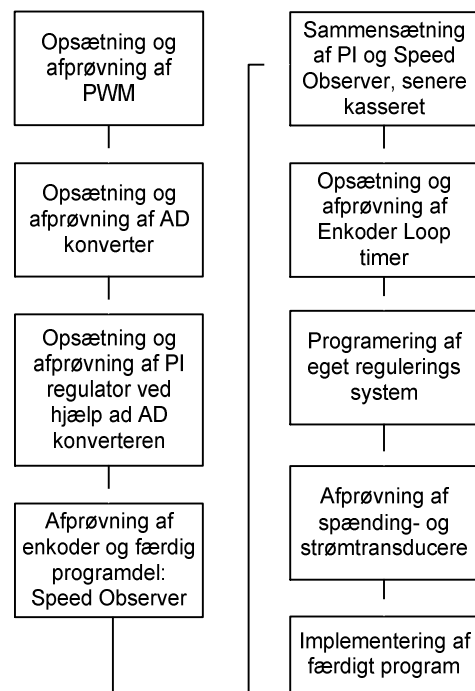 Opsætning og
afprøvning af
PWM
Opsætning og
afprøvning af AD
konverter
Opsætning og
afprøvning af PI
regulator ved
hjælp ad AD
konverteren
Afprøvning af
enkoder og færdig
programdel:
Speed Observer
Sammensætning
af PI og Speed
Observer, senere
kasseret
Opsætning og
afprøvning af
Enkoder Loop
timer
Programering af
eget regulerings
system
Afprøvning af
spænding- og
strømtransducere
Implementering af
færdigt program